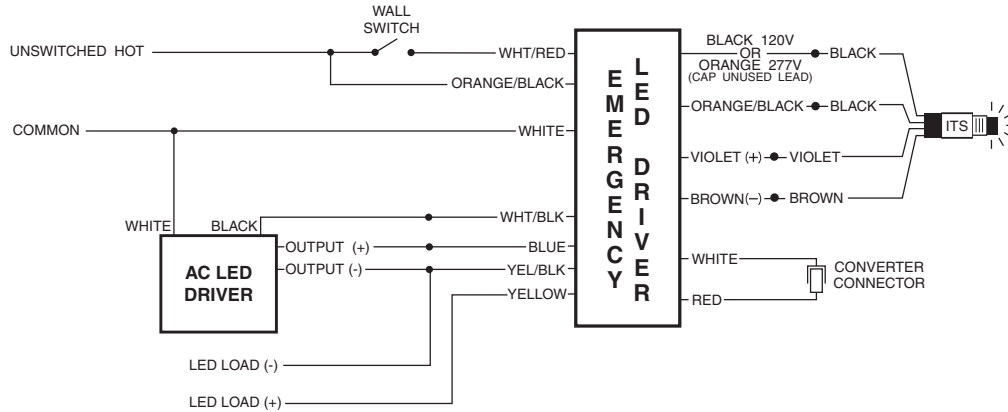 WALL
SWITCH
UNSWITCHED HOT
WHT/RED
ORANGE/BLACK
COMMON
WHITE
WHITE
BLACK
WHT/BLK
OUTPUT (+)
BLUE
OUTPUT (-)
YEL/BLK
AC LED
DRIVER
YELLOW
LED LOAD (-)
LED LOAD (+)
EMERGENCY
LED DRIVER
BLACK 120V
OR
ORANGE 277V
(CAP UNUSED LEAD)
BLACK
ORANGE/BLACK
BLACK
ITS
VIOLET (+)
VIOLET
BROWN(–)
BROWN
WHITE
RED
CONVERTER
CONNECTOR